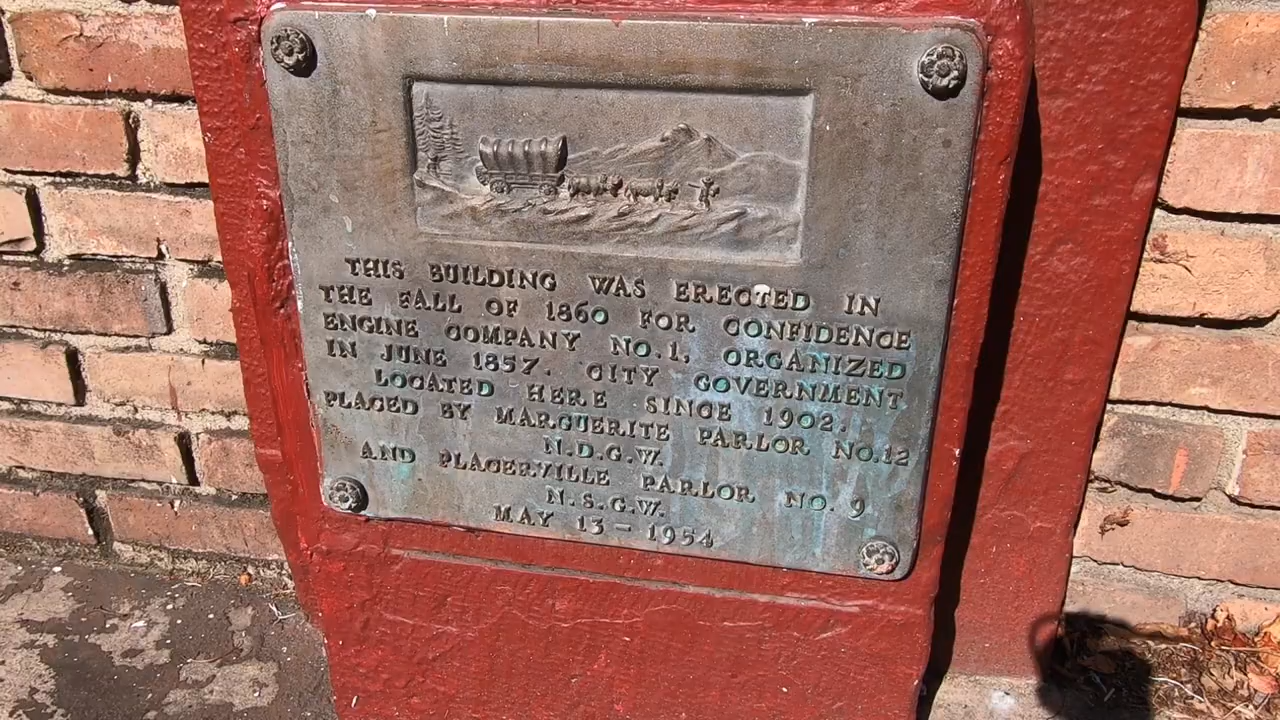 THIS BUILDING WAS ERECTED IN
THE FALL OF 1860 FOR CONFIDENCE
ENGINE COMPANY NO. 1, ORGANIZED
IN JUNE 1857. CITY GOVERNMENT
LOCATED HERE SINCE 1902.
PLACED BY MARGUERITE PARLOR NO. 12
N.D.G.W.
AND PLACERVILLE PARLOR NO. 9
N.S.G.W.
MAY 13 - 1954